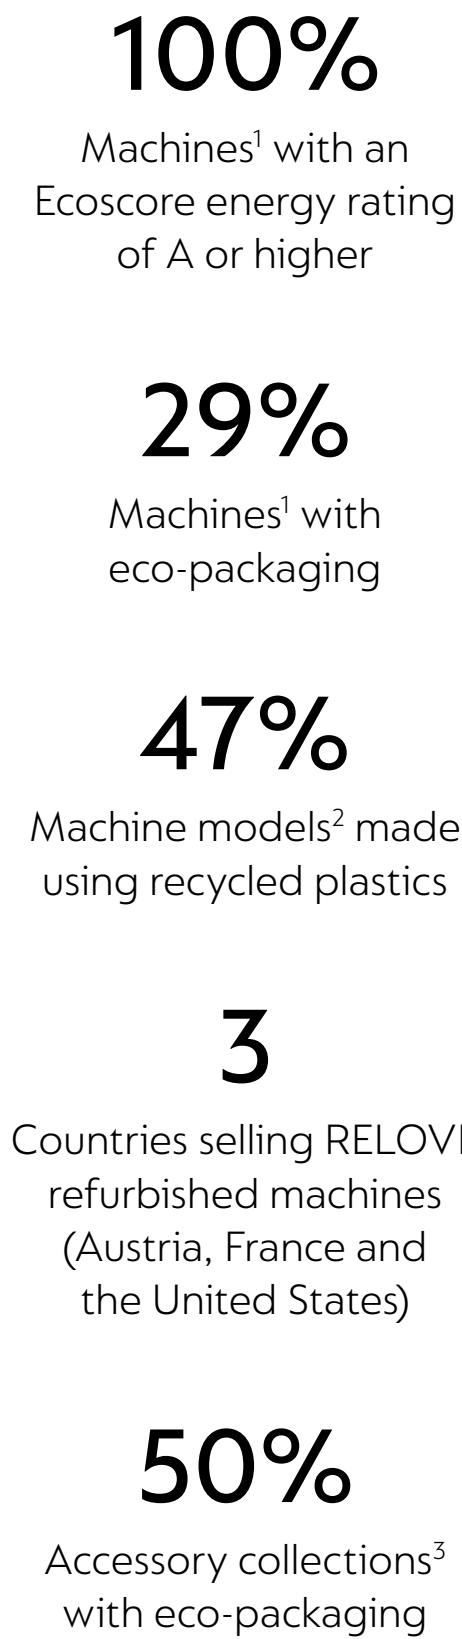 100%
Machines¹ with an
Ecoscore energy rating
of A or higher
29%
Machines¹ with
eco-packaging
47%
Machine models² made
using recycled plastics
3
Countries selling
refurbished machines
(Austria, France and
the United States)
50%
Accessory collections³
with eco-packaging